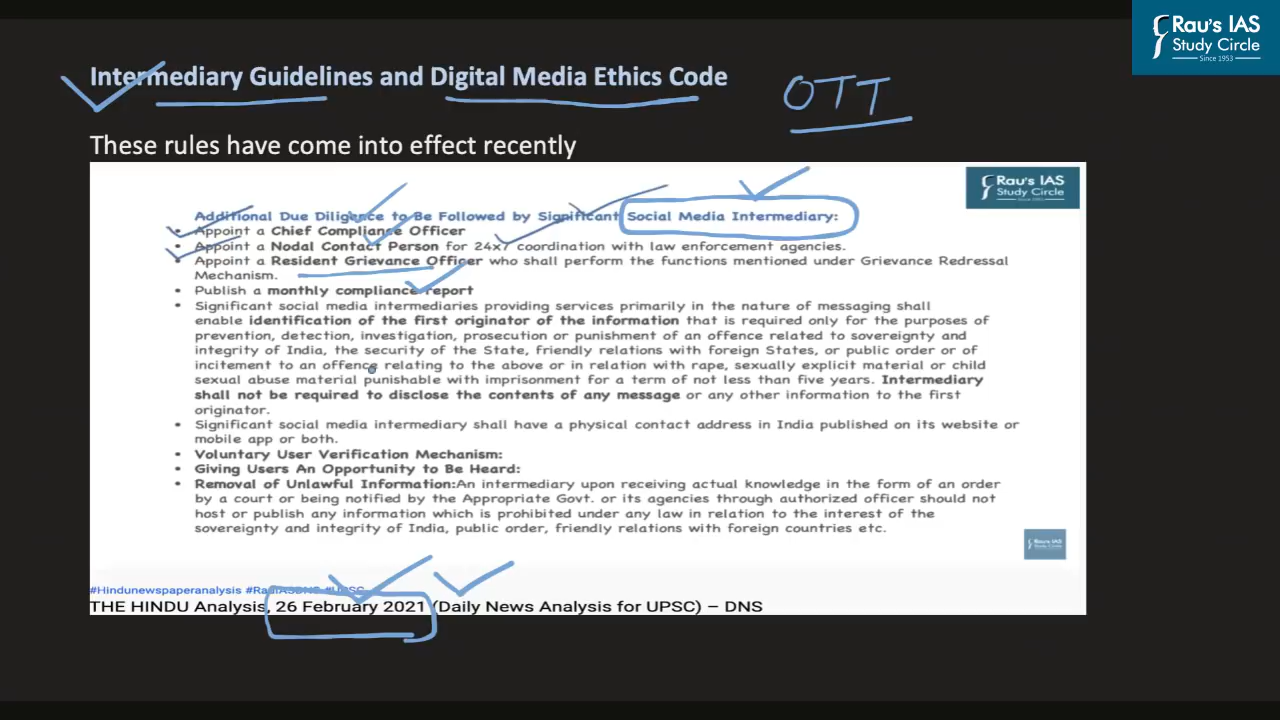 Rau's IAS
Study Circle
Since 1953
Intermediary Guidelines and Digital Media Ethics Code
OTT
These rules have come into effect recently
Rau's IAS
Study Circle
Additional Due Diligence to Be Followed by Significant Social Media Intermediary:
• Appoint a Chief Compliance Officer
• Appoint a Nodal Contact Person for 24x7 coordination with law enforcement agencies.
• Appoint a Resident Grievance Officer who shall perform the functions mentioned under Grievance Redressal
Mechanism.
• Publish a monthly compliance report
• Significant social media intermediaries providing services primarily in the nature of messaging shall
enable identification of the first originator of the information that is required only for the purposes of
prevention, detection, investigation, prosecution or punishment of an offence related to sovereignty and
integrity of India, the security of the State, friendly relations with foreign States, or public order or of
incitement to an offence relating to the above or in relation with rape, sexually explicit material or child
sexual abuse material punishable with imprisonment for a term of not less than five years. Intermediary
shall not be required to disclose the contents of any message or any other information to the first
originator.
• Significant social media intermediary shall have a physical contact address in India published on its website or
mobile app or both.
• Voluntary User Verification Mechanism:
• Giving Users An Opportunity to Be Heard:
• Removal of Unlawful Information:An intermediary upon receiving actual knowledge in the form of an order
by a court or being notified by the Appropriate Govt. or its agencies through authorized officer should not
host or publish any information which is prohibited under any law in relation to the interest of the
sovereignty and integrity of India, public order, friendly relations with foreign countries etc.
Rau's IAS
Study Circle
#Hindunewspaperanalysis #RauIASDNS #UPSC
THE HINDU Analysis, 26 February 2021 (Daily News Analysis for UPSC) – DNS